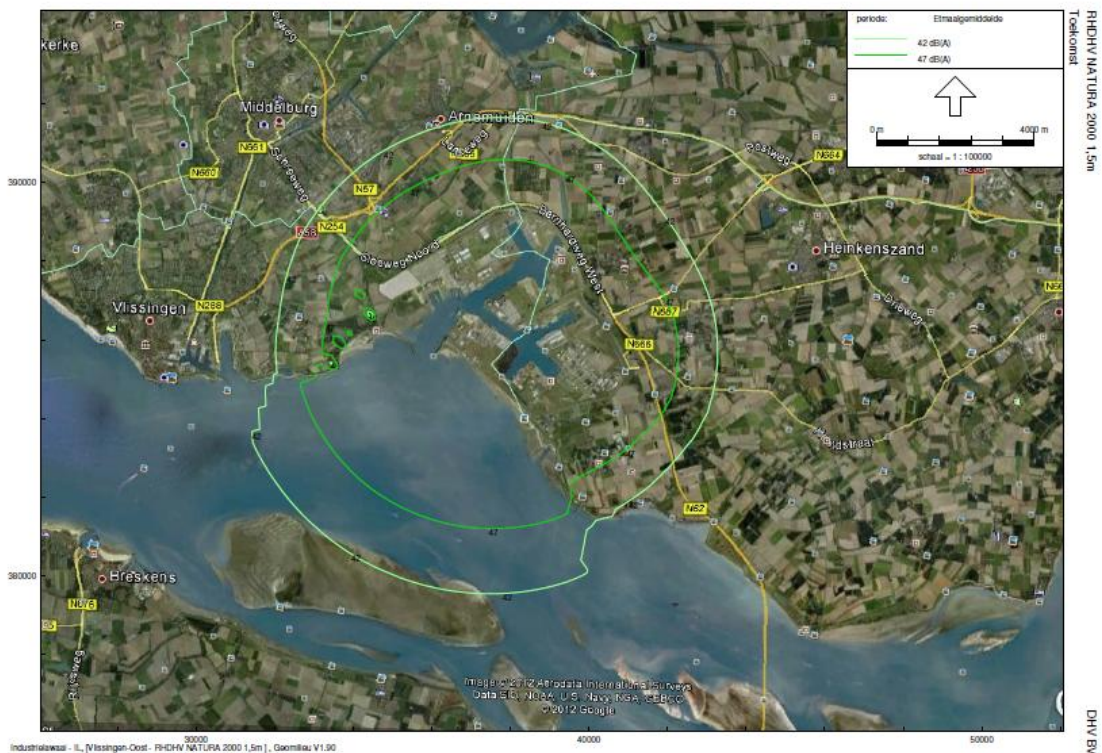 periode: Etmaalgemiddelde
42 dB(A)
47 dB(A)
0 m 4000 m
schaal = 1 : 100000
RHDHV NATURA 2000 1,5m
Toekomst
DHV BV
kerke
Middelburg
Arnemuiden
N661
N660
N57
N254
N288
Vlissingen
Sloeweg Noord
Bernhardweg-West
Postweg
N664
Heinkenszand
Drieweg
N667
N666
N62
47
Breskens
N676
390000
380000
30000
40000
50000
Image © 2012 Aerodata International Surveys
Data SIO, NOAA, U.S. Navy, NGA, GEBCO
© 2012 Google
Industrielawaai - IL, [Vlissingen-Oost - RHDHV NATURA 2000 1,5m ] , Geomilieu V1.90